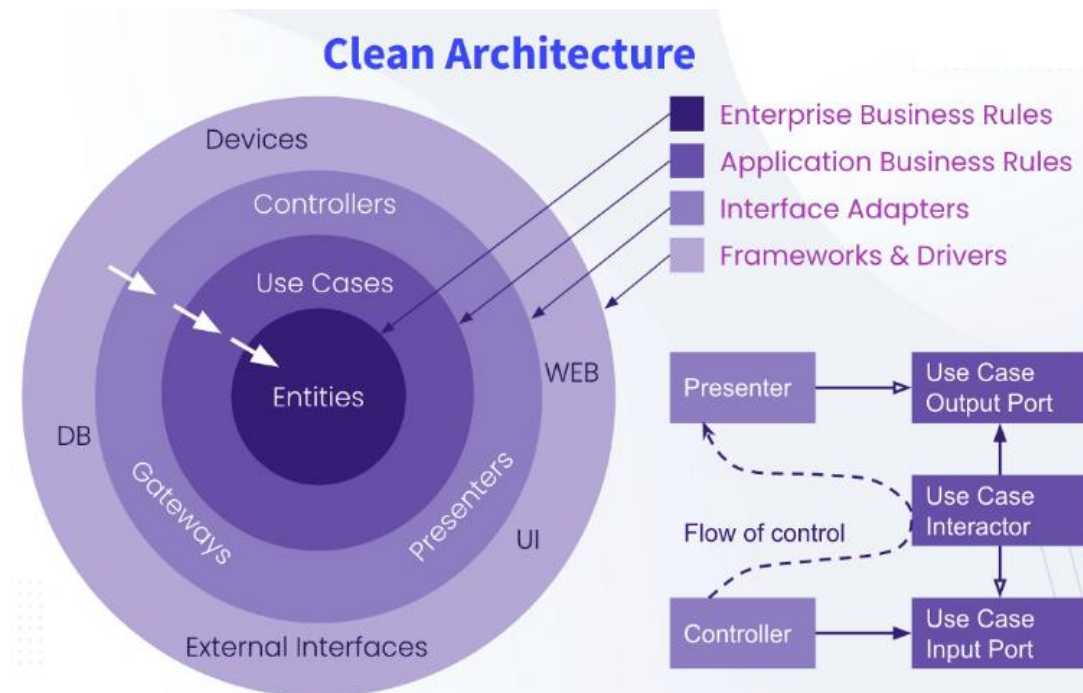 Clean Architecture
Devices
Controllers
Use Cases
Entities
WEB
DB
Gateways
Presenters
UI
External Interfaces
Enterprise Business Rules
Application Business Rules
Interface Adapters
Frameworks & Drivers
Presenter
Use Case
Output Port
Use Case
Interactor
Flow of control
Controller
Use Case
Input Port